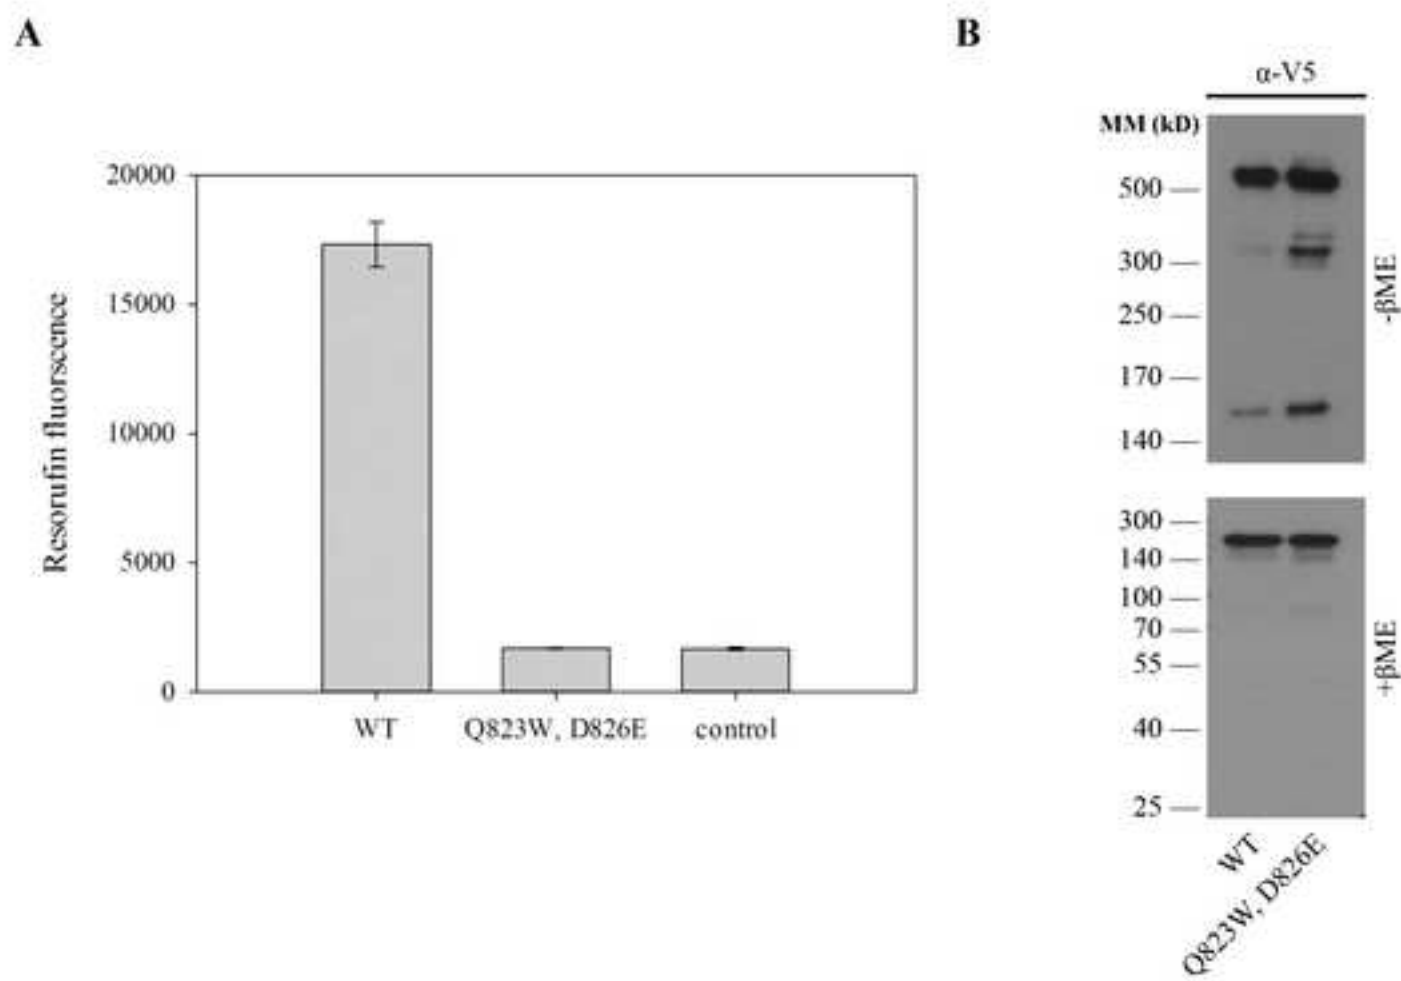 A
20000
15000
10000
5000
0
Resorufin fluorscence
WT
Q823W, D826E
control
B
α-V5
MM (kD)
500
300
250
170
140
-βME
300
140
100
70
55
40
25
+βME
WT
Q823W, D826E